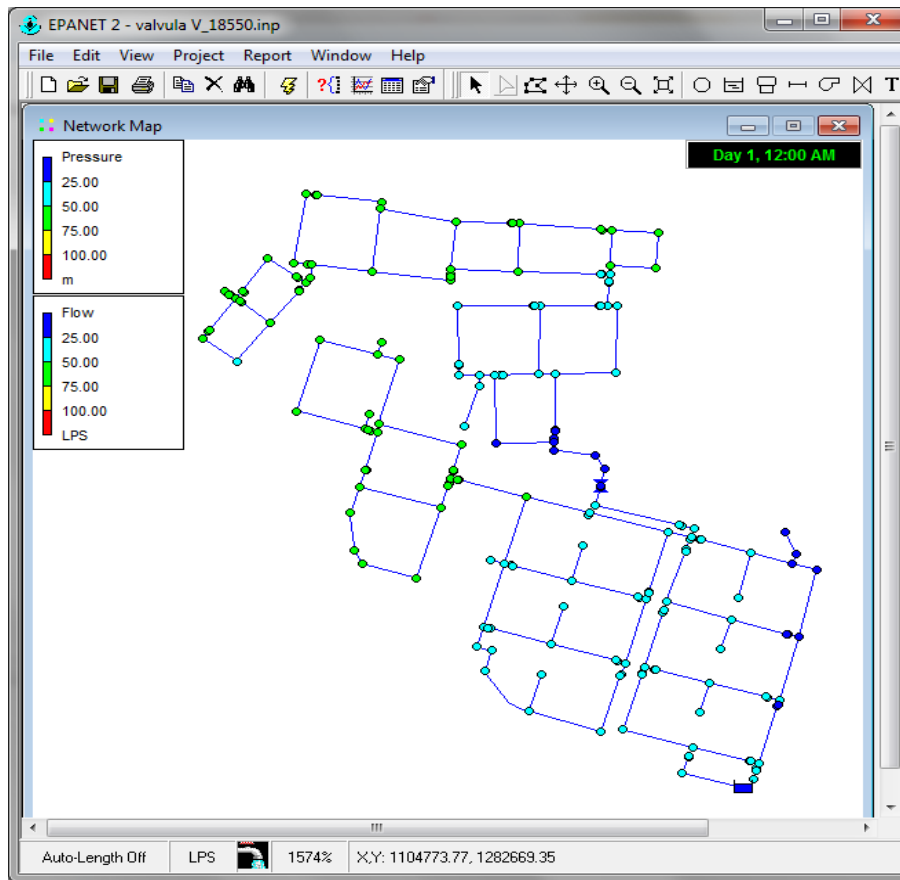 EPANET 2 - valvula V_18550.inp
File Edit View Project Report Window Help
T
Network Map
Day 1, 12:00 AM
Pressure
25.00
50.00
75.00
100.00
m
Flow
25.00
50.00
75.00
100.00
LPS
Auto-Length Off LPS 1574% X,Y: 1104773.77, 1282669.35